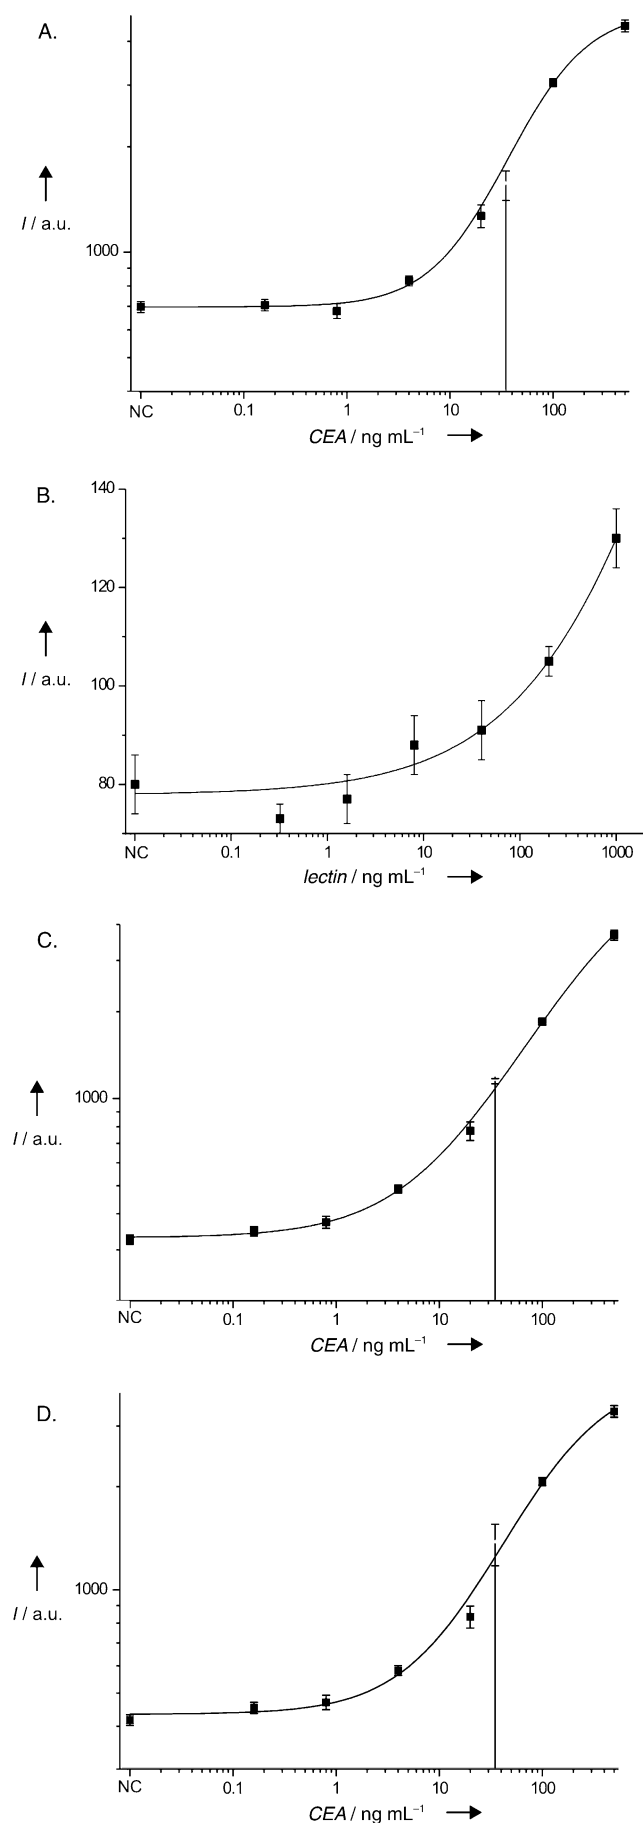 A.
I / a.u.
1000
NC 0.1 1 10 100
CEA / ng mL⁻¹
B.
140
120
I / a.u.
100
80
NC 0.1 1 10 100 1000
lectin / ng mL⁻¹
C.
1000
I / a.u.
NC 0.1 1 10 100
CEA / ng mL⁻¹
D.
1000
I / a.u.
NC 0.1 1 10 100
CEA / ng mL⁻¹